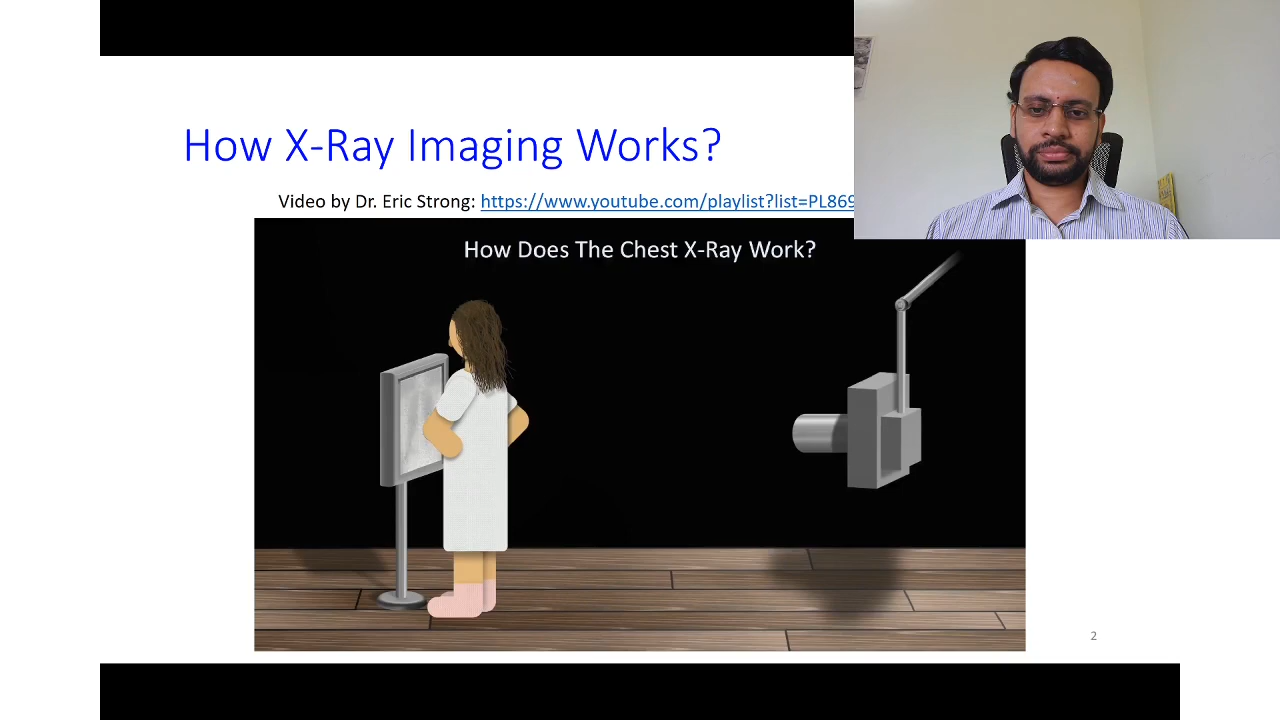 How X-Ray Imaging Works?
Video by Dr. Eric Strong: https://www.youtube.com/playlist?list=PL869
How Does The Chest X-Ray Work?
2